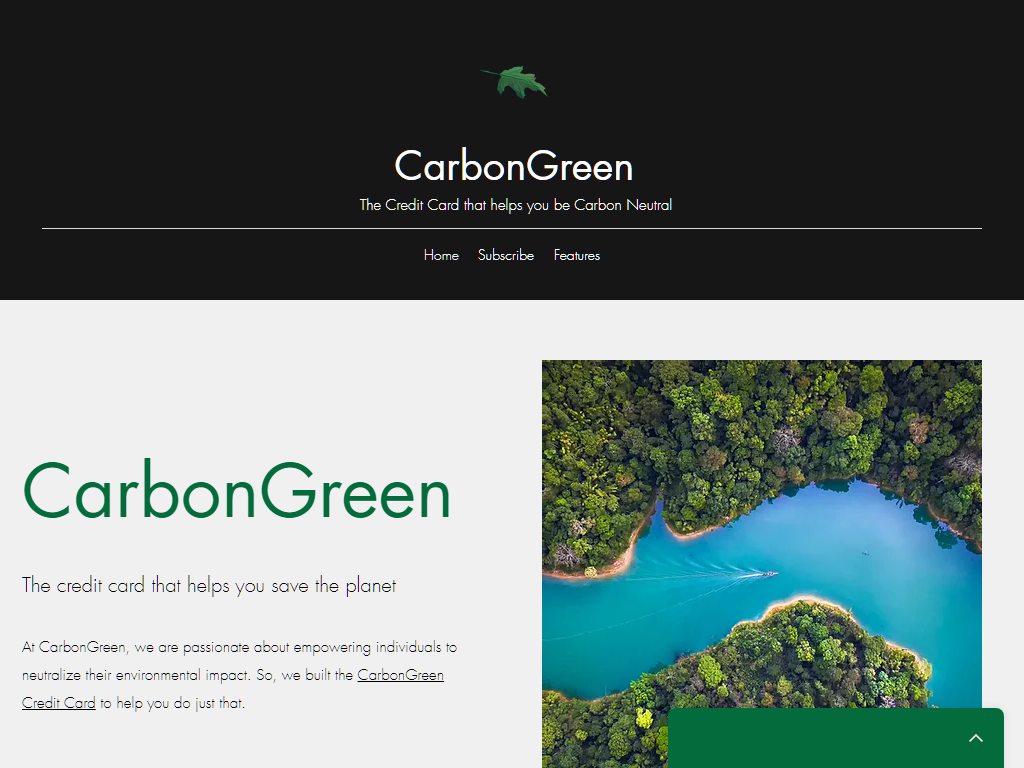 CarbonGreen
The Credit Card that helps you be Carbon Neutral
Home Subscribe Features
CarbonGreen
The credit card that helps you save the planet
At CarbonGreen, we are passionate about empowering individuals to
neutralize their environmental impact. So, we built the CarbonGreen
Credit Card to help you do just that.